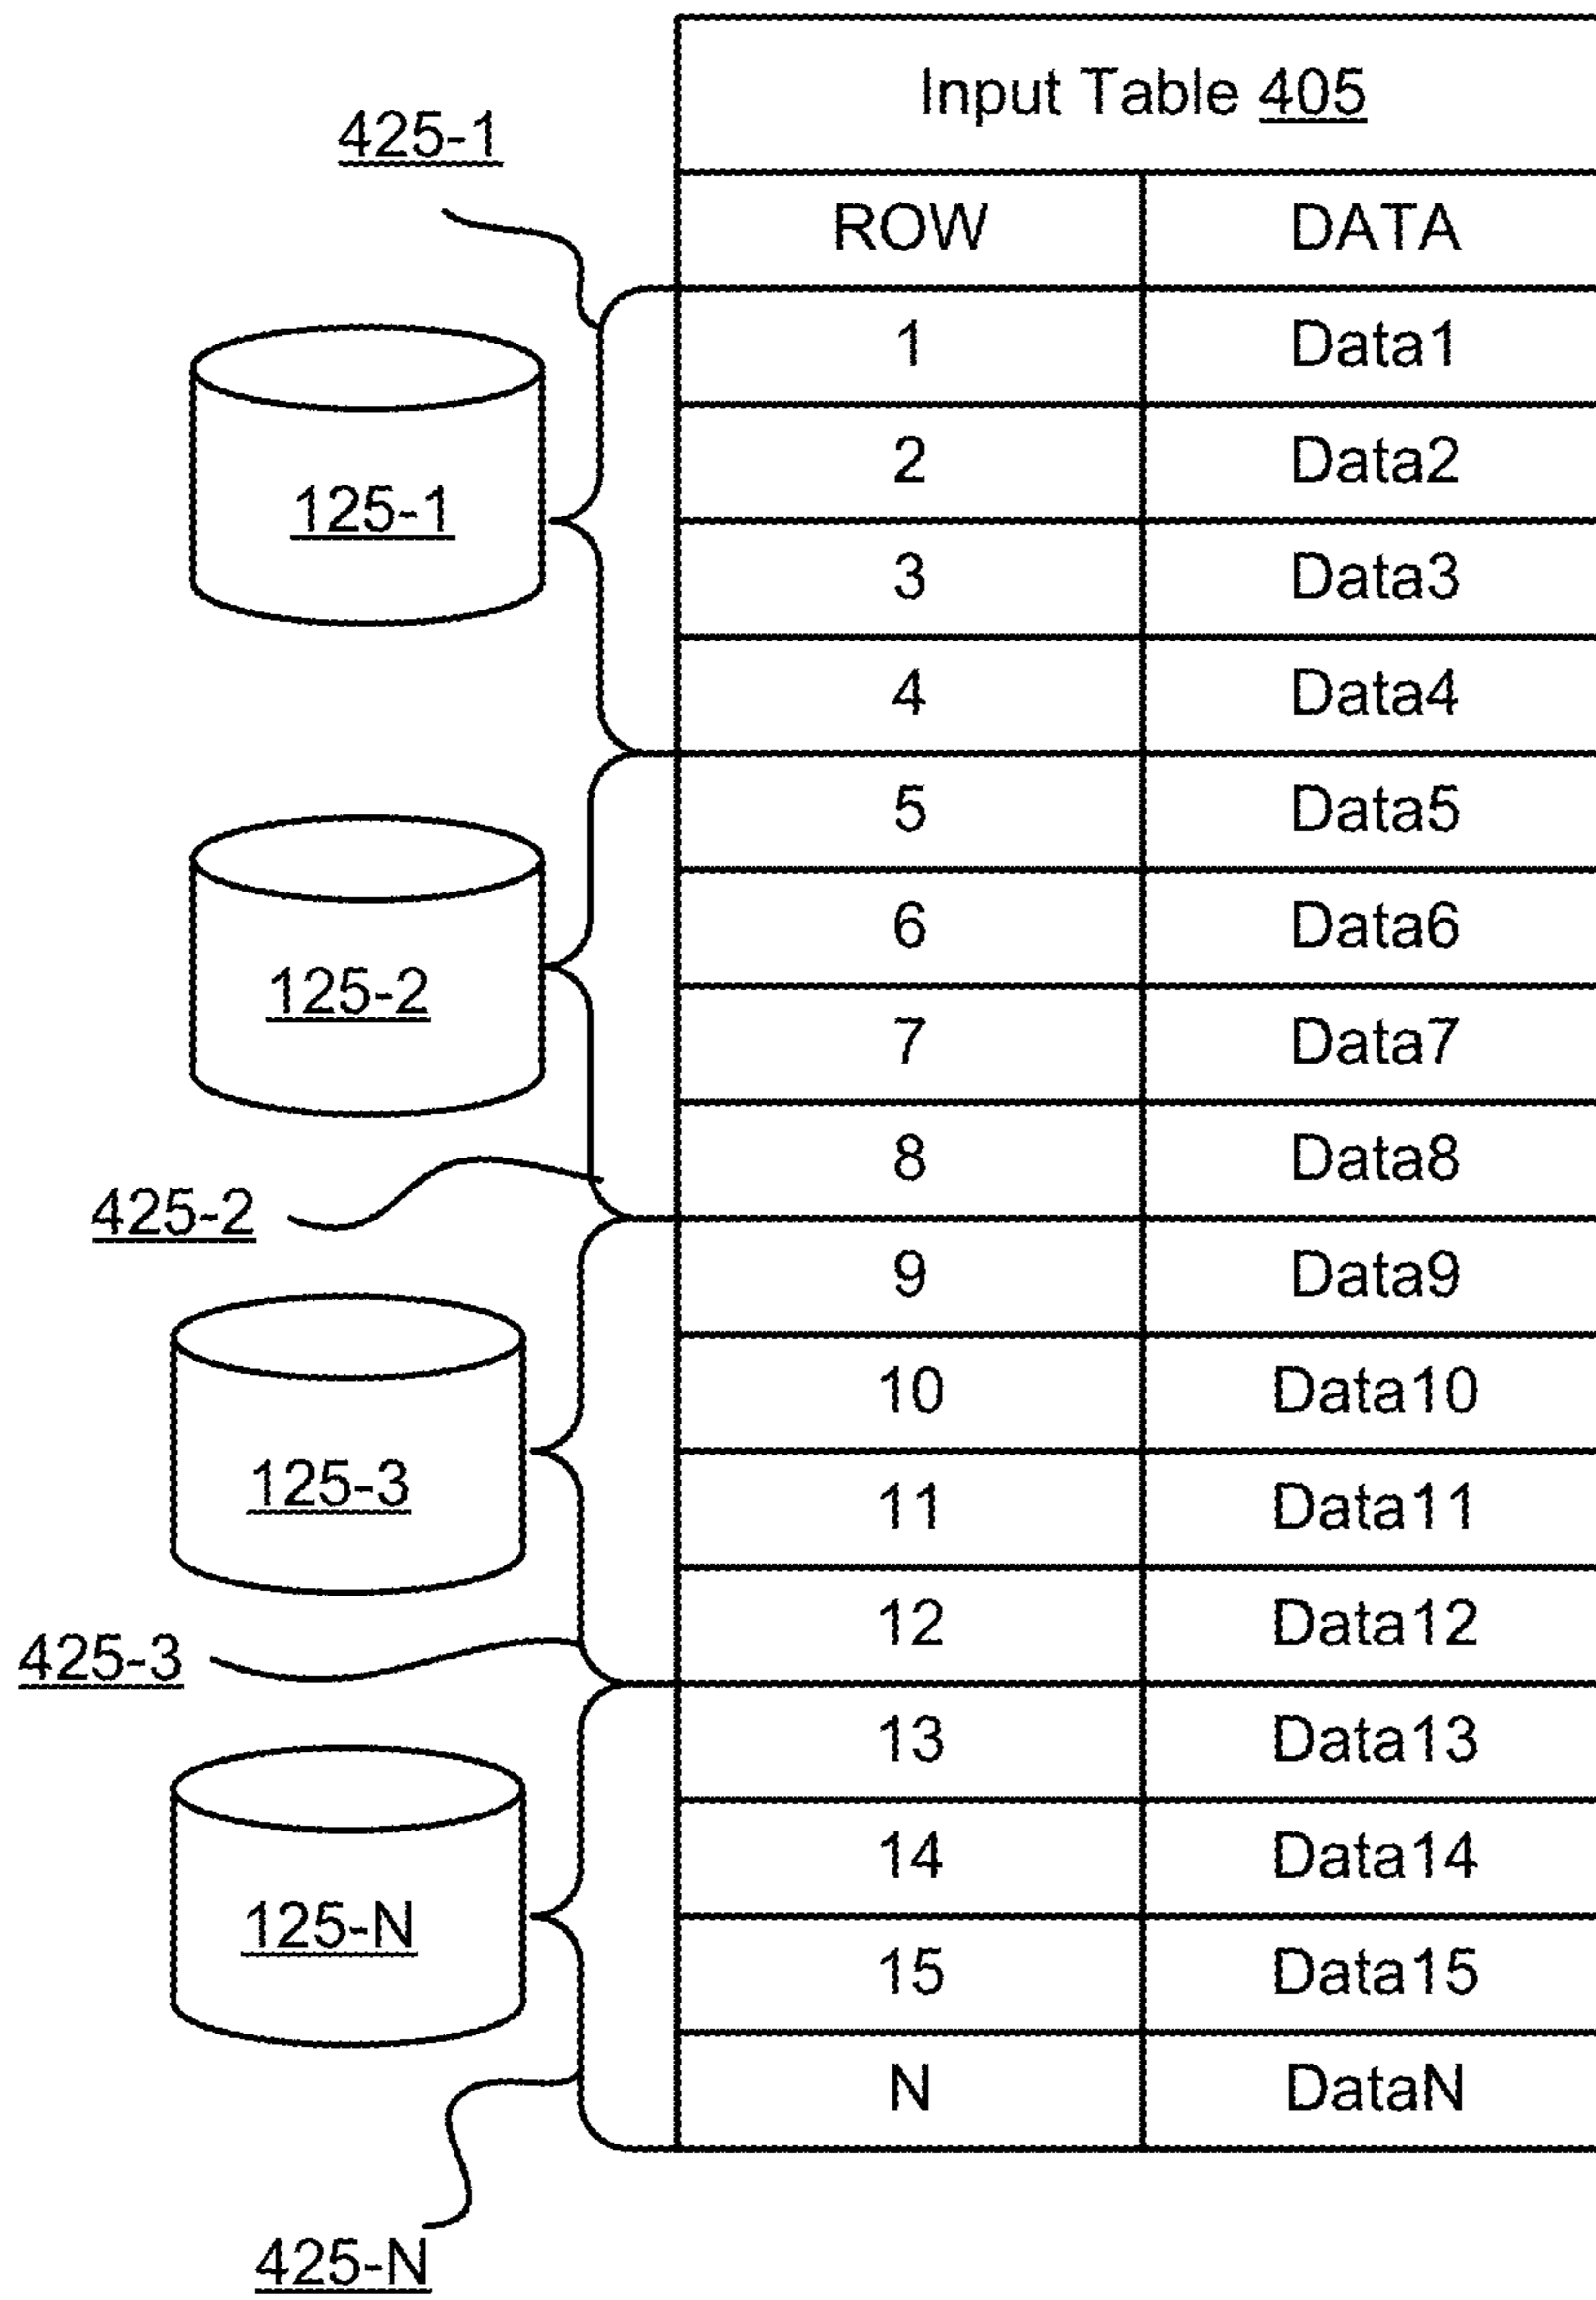 Input Table 405
425-1
ROW DATA
1 Data1
2 Data2
125-1
3 Data3
4 Data4
5 Data5
6 Data6
125-2
7 Data7
8 Data8
425-2
9 Data9
10 Data10
125-3
11 Data11
12 Data12
425-3
13 Data13
14 Data14
125-N
15 Data15
N DataN
425-N